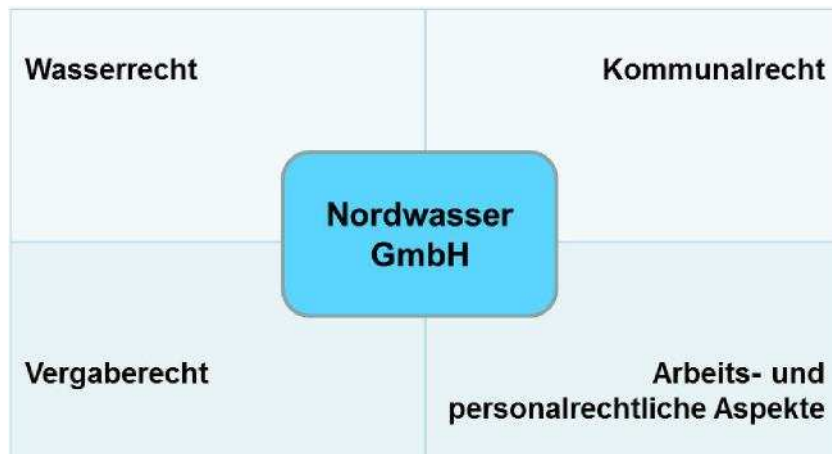 Wasserrecht
Kommunalrecht
Nordwasser
GmbH
Vergaberecht
Arbeits- und
personalrechtliche Aspekte